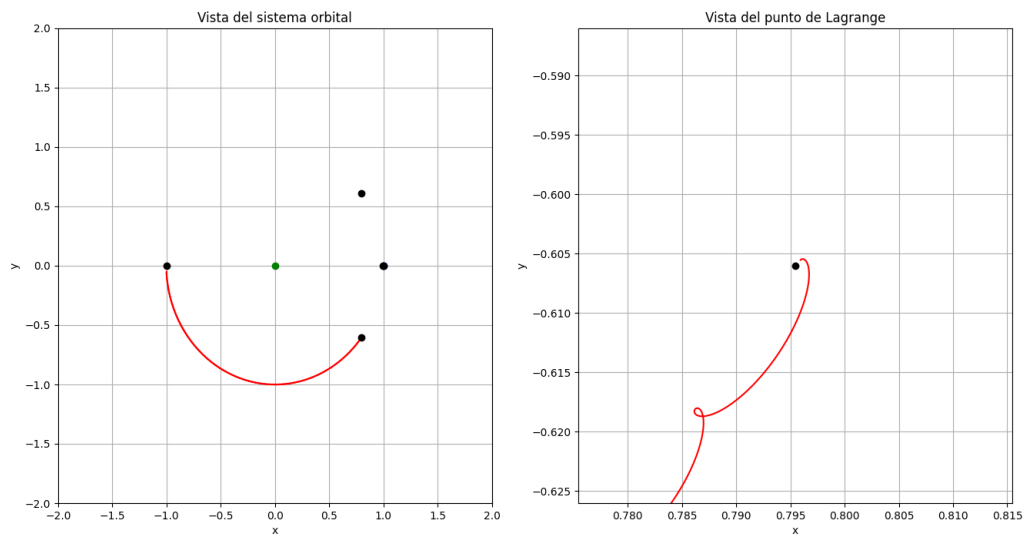 Vista del sistema orbital
2.0
1.5
1.0
0.5
0.0
−0.5
−1.0
−1.5
−2.0
y
−2.0 −1.5 −1.0 −0.5 0.0 0.5 1.0 1.5 2.0
x
Vista del punto de Lagrange
−0.590
−0.595
−0.600
−0.605
−0.610
−0.615
−0.620
−0.625
y
0.780 0.785 0.790 0.795 0.800 0.805 0.810 0.815
x